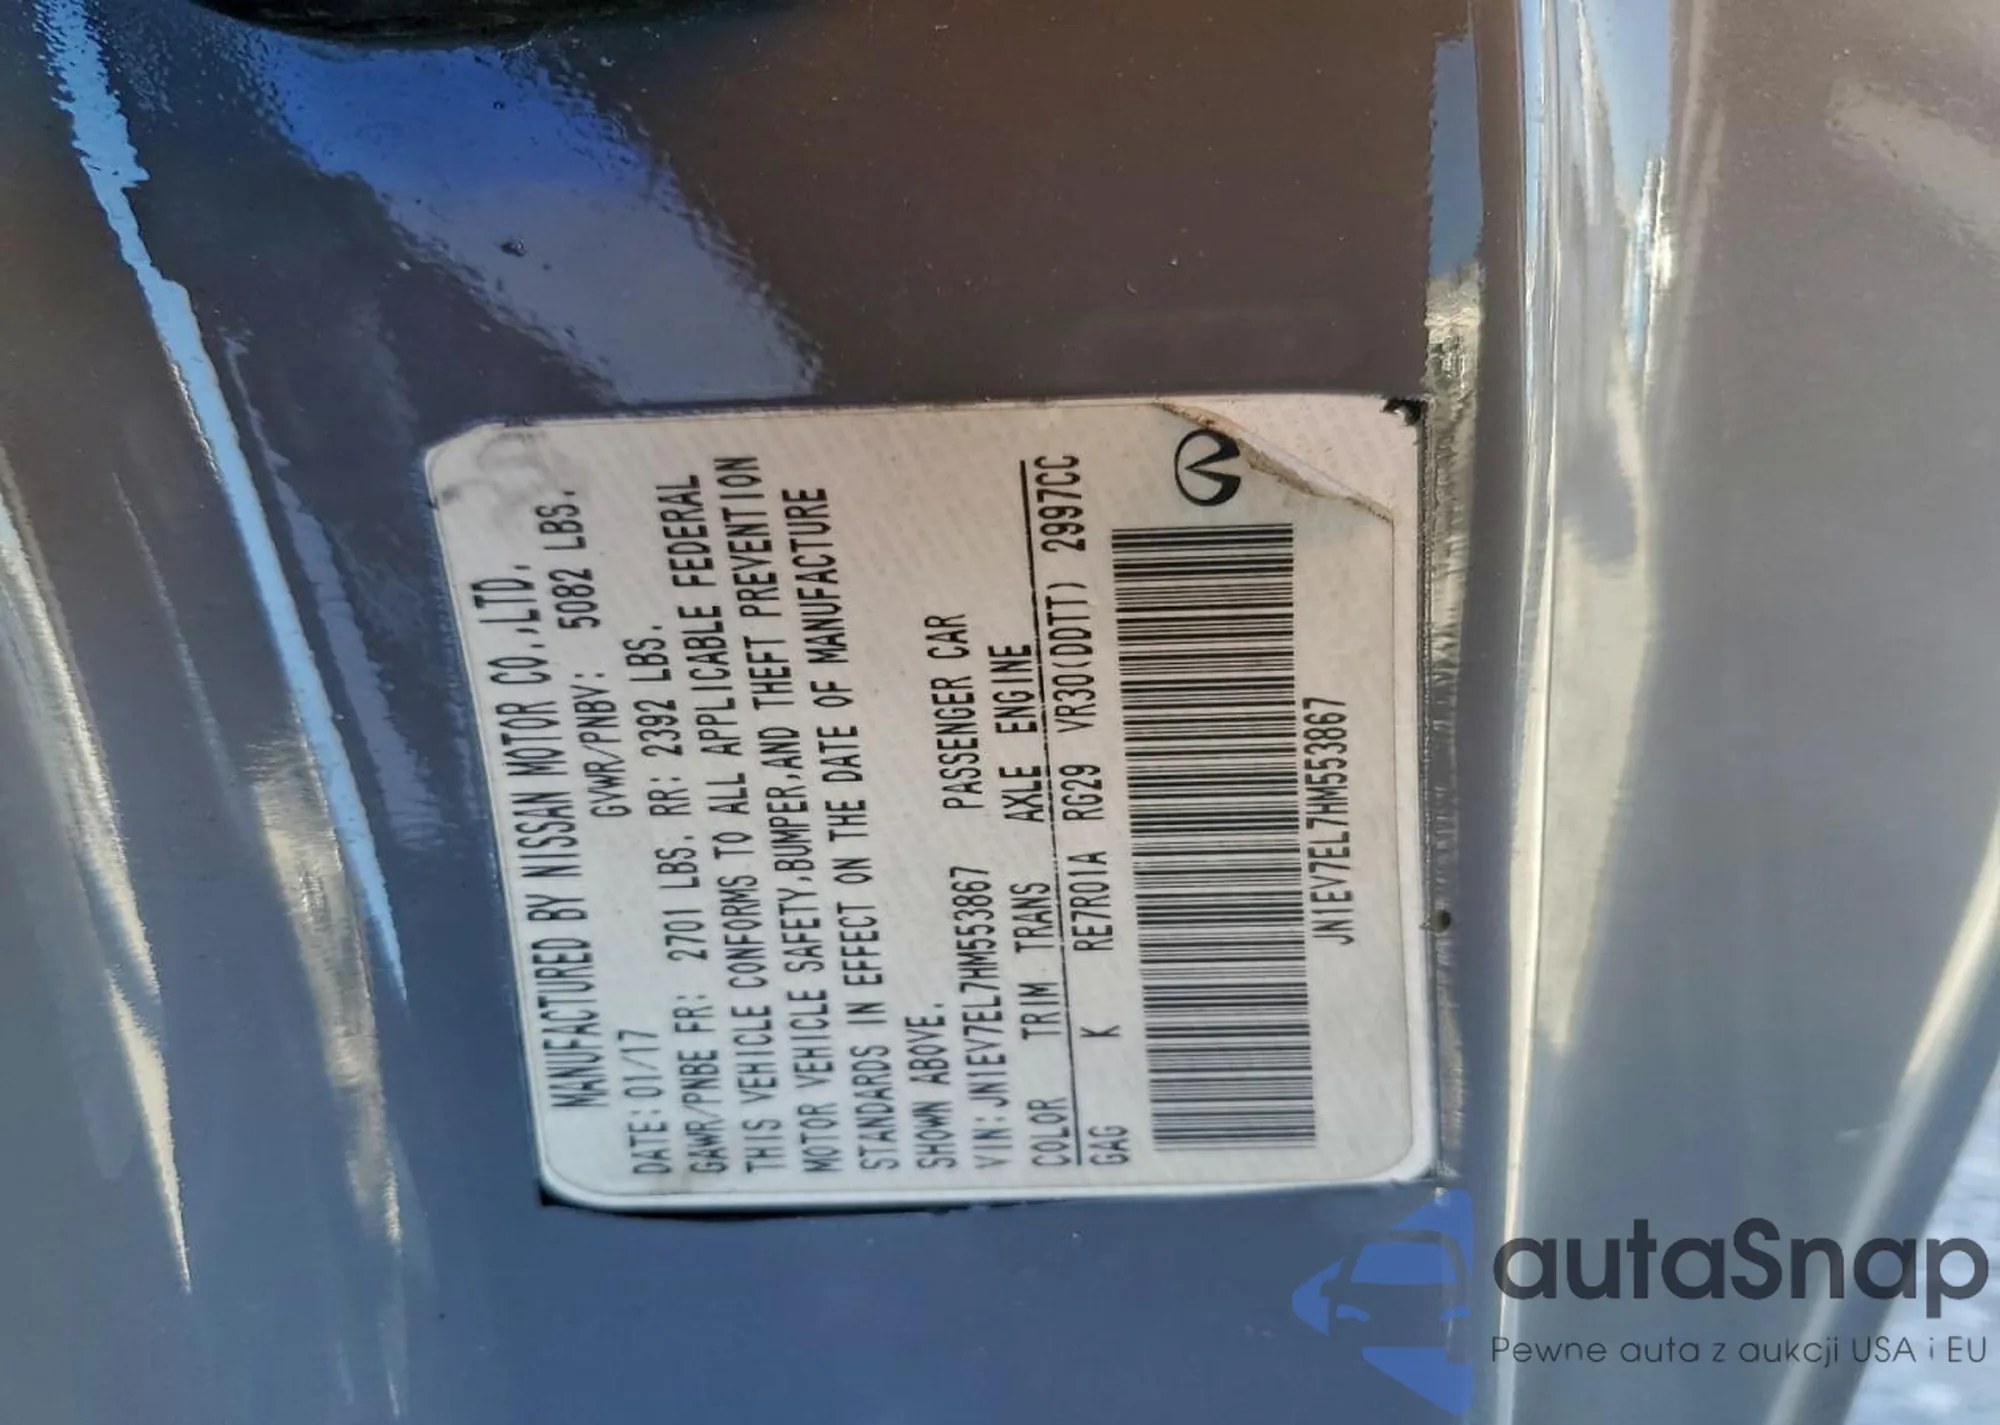 MANUFACTURED BY NISSAN MOTOR CO.,LTD.
DATE:01/17 GVWR/PNBV: 5082 LBS.
GAWR/PNBE FR: 2701 LBS. RR: 2392 LBS.
THIS VEHICLE CONFORMS TO ALL APPLICABLE FEDERAL
MOTOR VEHICLE SAFETY,BUMPER,AND THEFT PREVENTION
STANDARDS IN EFFECT ON THE DATE OF MANUFACTURE
SHOWN ABOVE.
VIN:JN1EV7EL7HM553867 PASSENGER CAR
COLOR TRIM TRANS AXLE ENGINE
GAG K RE7R01A RG29 VR30(DDTT) 2997CC
JN1EV7EL7HM553867
autaSnap
Pewne auta z aukcji USA i EU